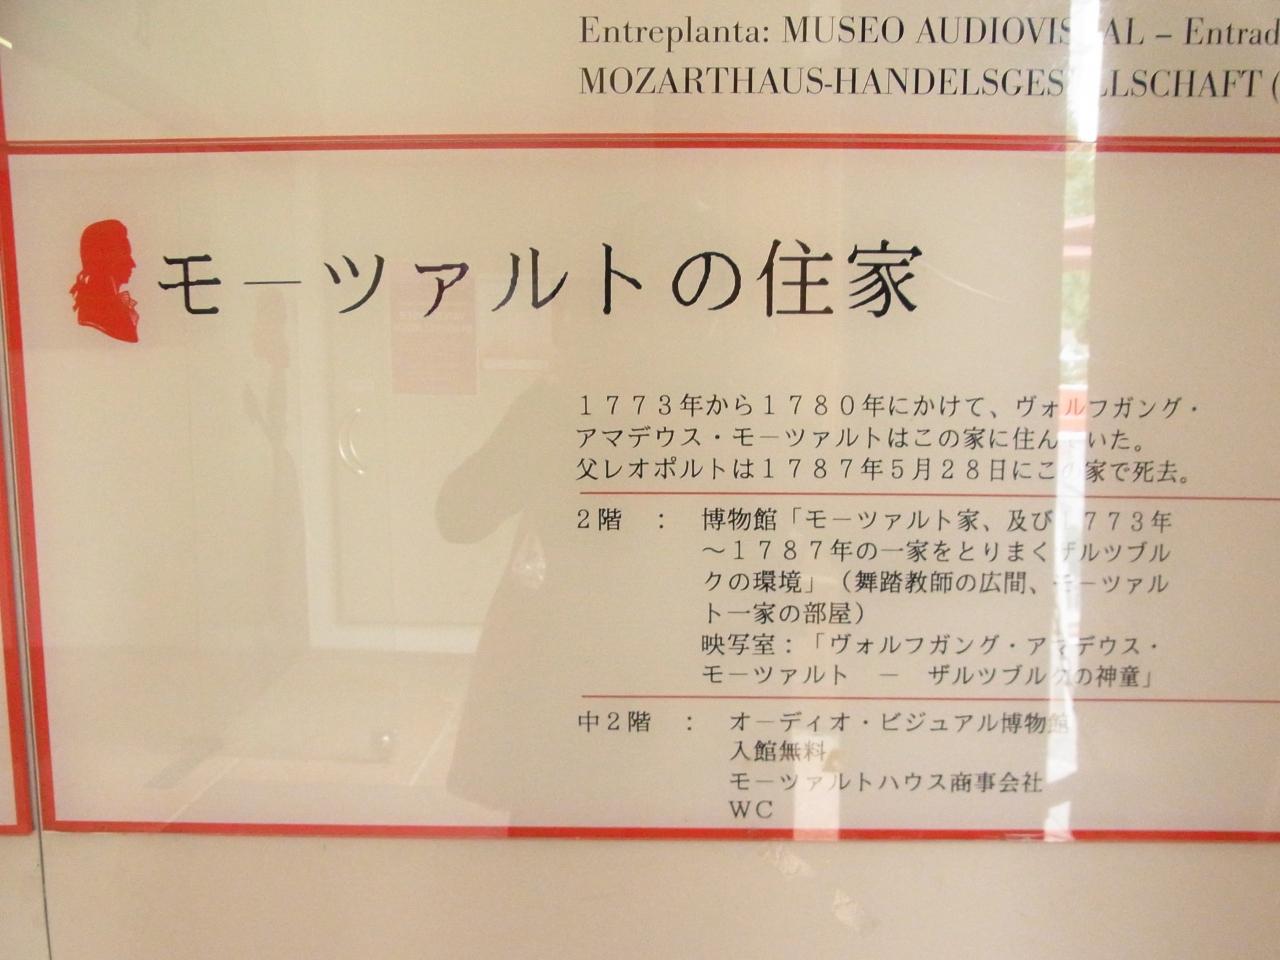 Entreplanta: MUSEO AUDIOVISUAL – Entrad
MOZARTHAUS-HANDELSGESELLSCHAFT (
モーツァルトの住家
１７７３年から１７８０年にかけて、ヴォルフガング・
アマデウス・モーツァルトはこの家に住んでいた。
父レオポルトは１７８７年５月２８日にこの家で死去。
２階 ： 博物館「モーツァルト家、及び１７７３年
～１７８７年の一家をとりまくザルツブル
クの環境」（舞踏教師の広間、モーツァル
ト一家の部屋）
映写室：「ヴォルフガング・アマデウス・
モーツァルト － ザルツブルクの神童」
中２階 ： オーディオ・ビジュアル博物館
入館無料
モーツァルトハウス商事会社
ＷＣ